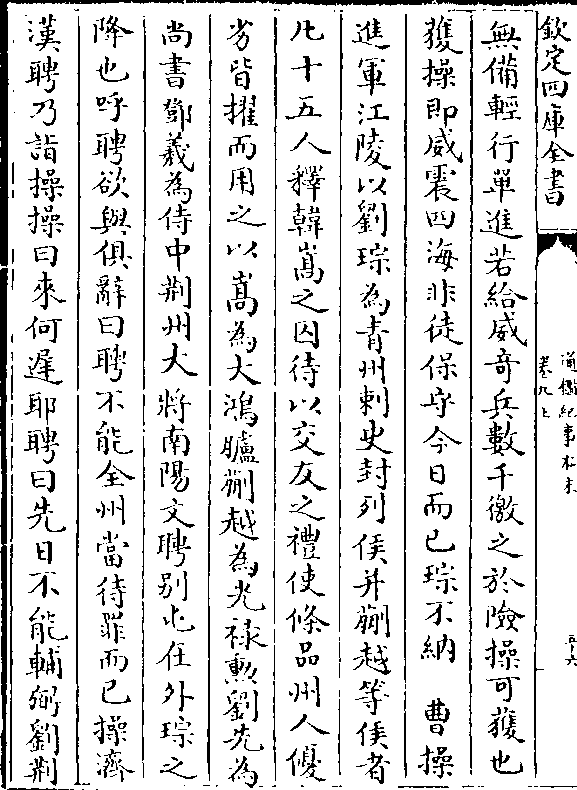 欽定四庫全書
通鑑紀事本末
卷九上
五十六
無備輕行單進若給威奇兵數千徼之於險操可獲也
獲操即威震四海非徒保守今日而已琮不納　曹操
進軍江陵以劉琮為青州刺史封列侯并蒯越等侯者
凡十五人釋韓嵩之囚待以交友之禮使條品州人優
劣皆擢而用之以嵩為大鴻臚蒯越為光禄勲劉先為
尚書鄧羲為侍中荆州大將南陽文聘别屯在外琮之
降也呼聘欲與俱辭曰聘不能全州當待罪而已操濟
漢聘乃詣操操曰來何遲耶聘曰先日不能輔弼劉荆